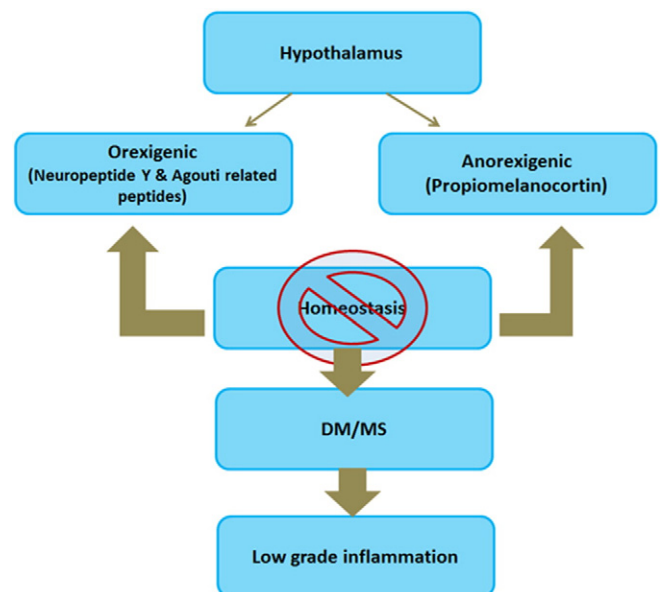 Hypothalamus
Orexigenic
(Neuropeptide Y & Agouti related
peptides)
Anorexigenic
(Propiomelanocortin)
Homeostasis
DM/MS
Low grade inflammation